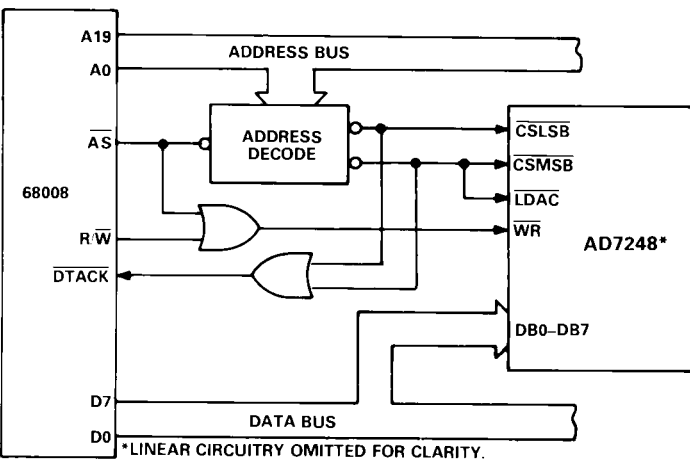 A19
ADDRESS BUS
A0
AS
ADDRESS
DECODE
CSLSB
CSMSB
68008
LDAC
R/W
WR
AD7248*
DTACK
DB0–DB7
D7
DATA BUS
D0
*LINEAR CIRCUITRY OMITTED FOR CLARITY.